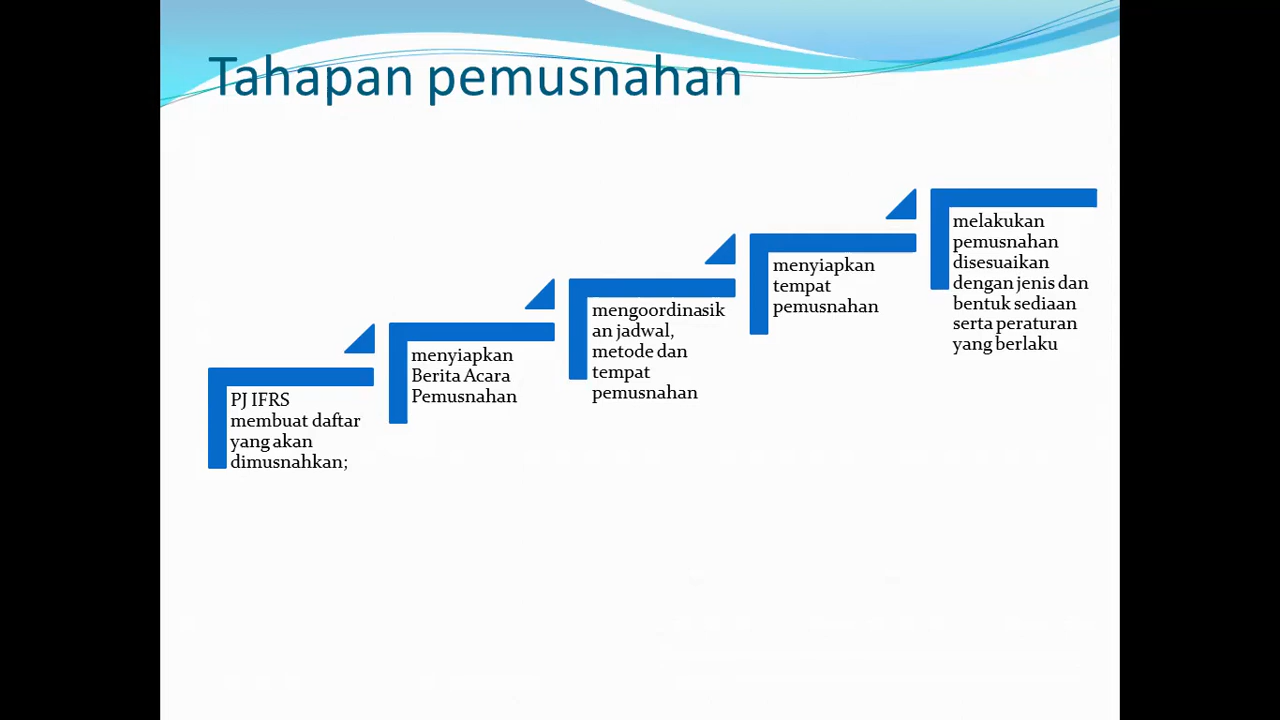 Tahapan pemusnahan
PJ IFRS
membuat daftar
yang akan
dimusnahkan;
menyiapkan
Berita Acara
Pemusnahan
mengoordinasik
an jadwal,
metode dan
tempat
pemusnahan
menyiapkan
tempat
pemusnahan
melakukan
pemusnahan
disesuaikan
dengan jenis dan
bentuk sediaan
serta peraturan
yang berlaku